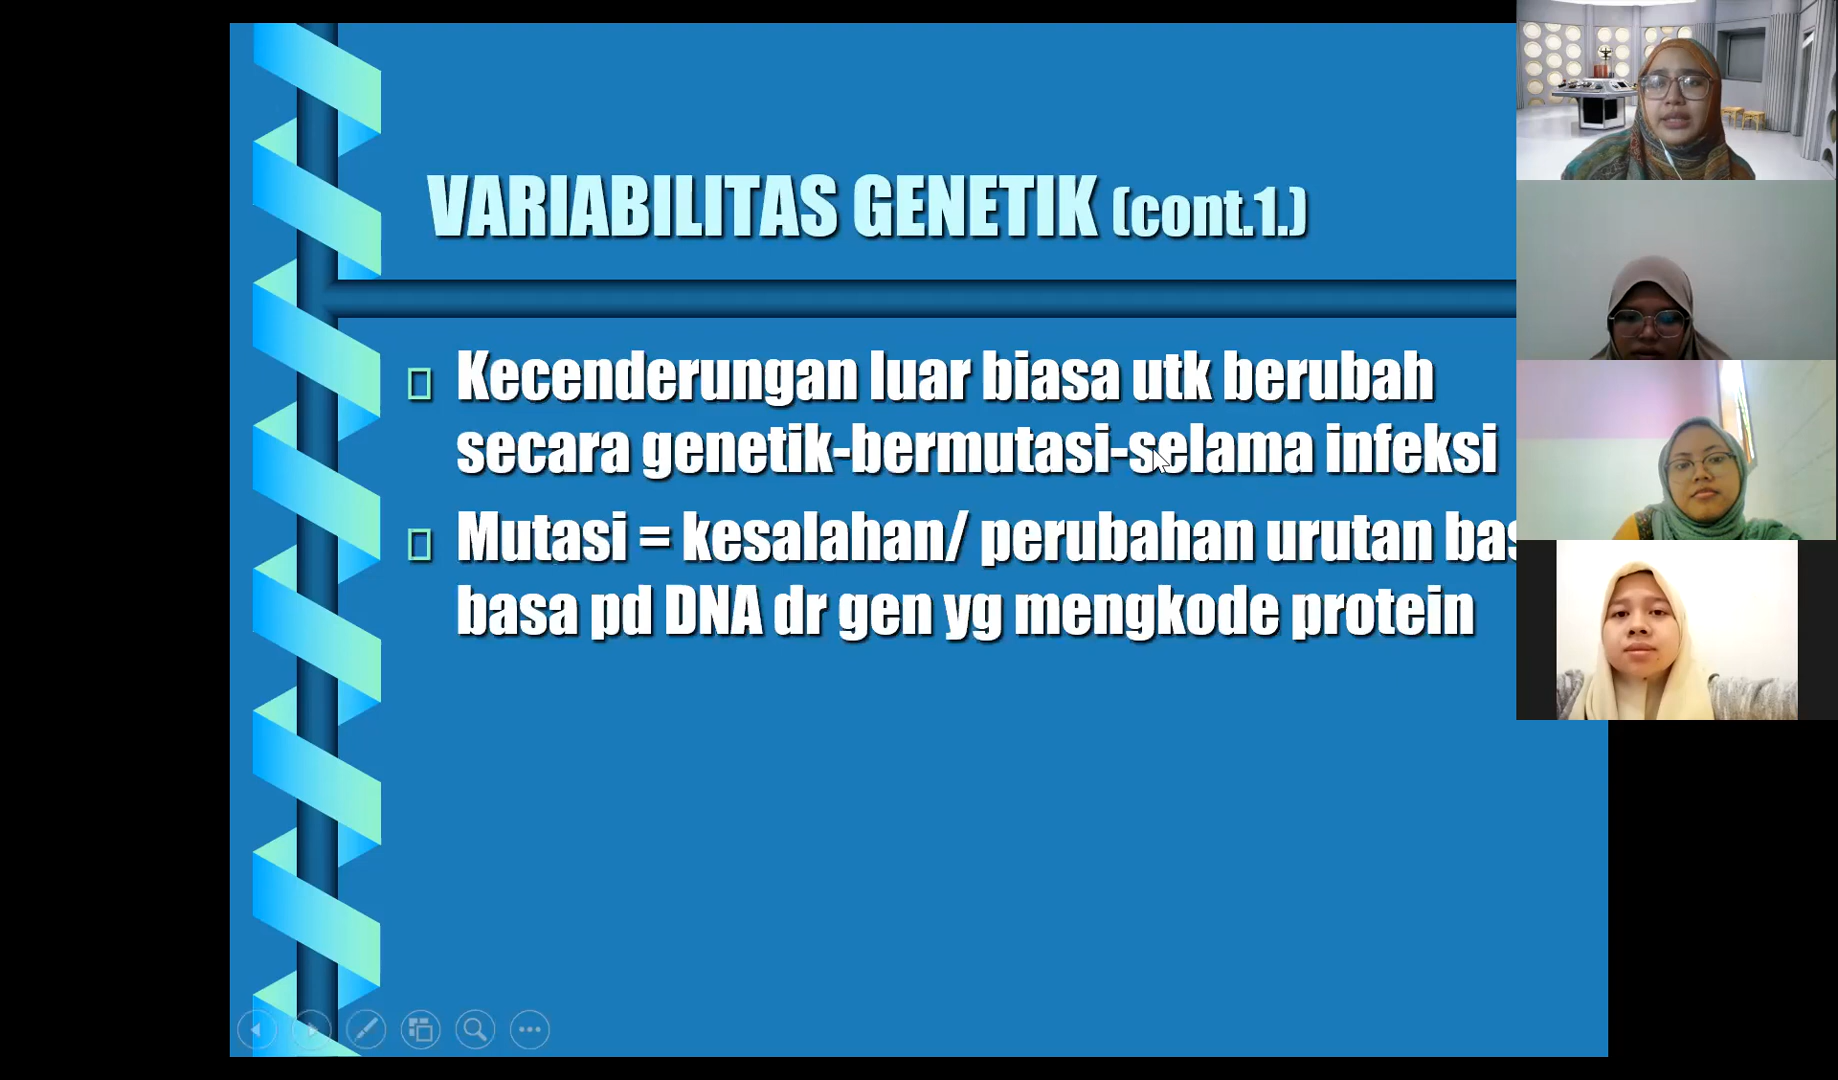 VARIABILITAS GENETIK (cont.1.)
Kecenderungan luar biasa utk berubah
secara genetik-bermutasi-selama infeksi
Mutasi = kesalahan/ perubahan urutan
basa pd DNA dr gen yg mengkode protein